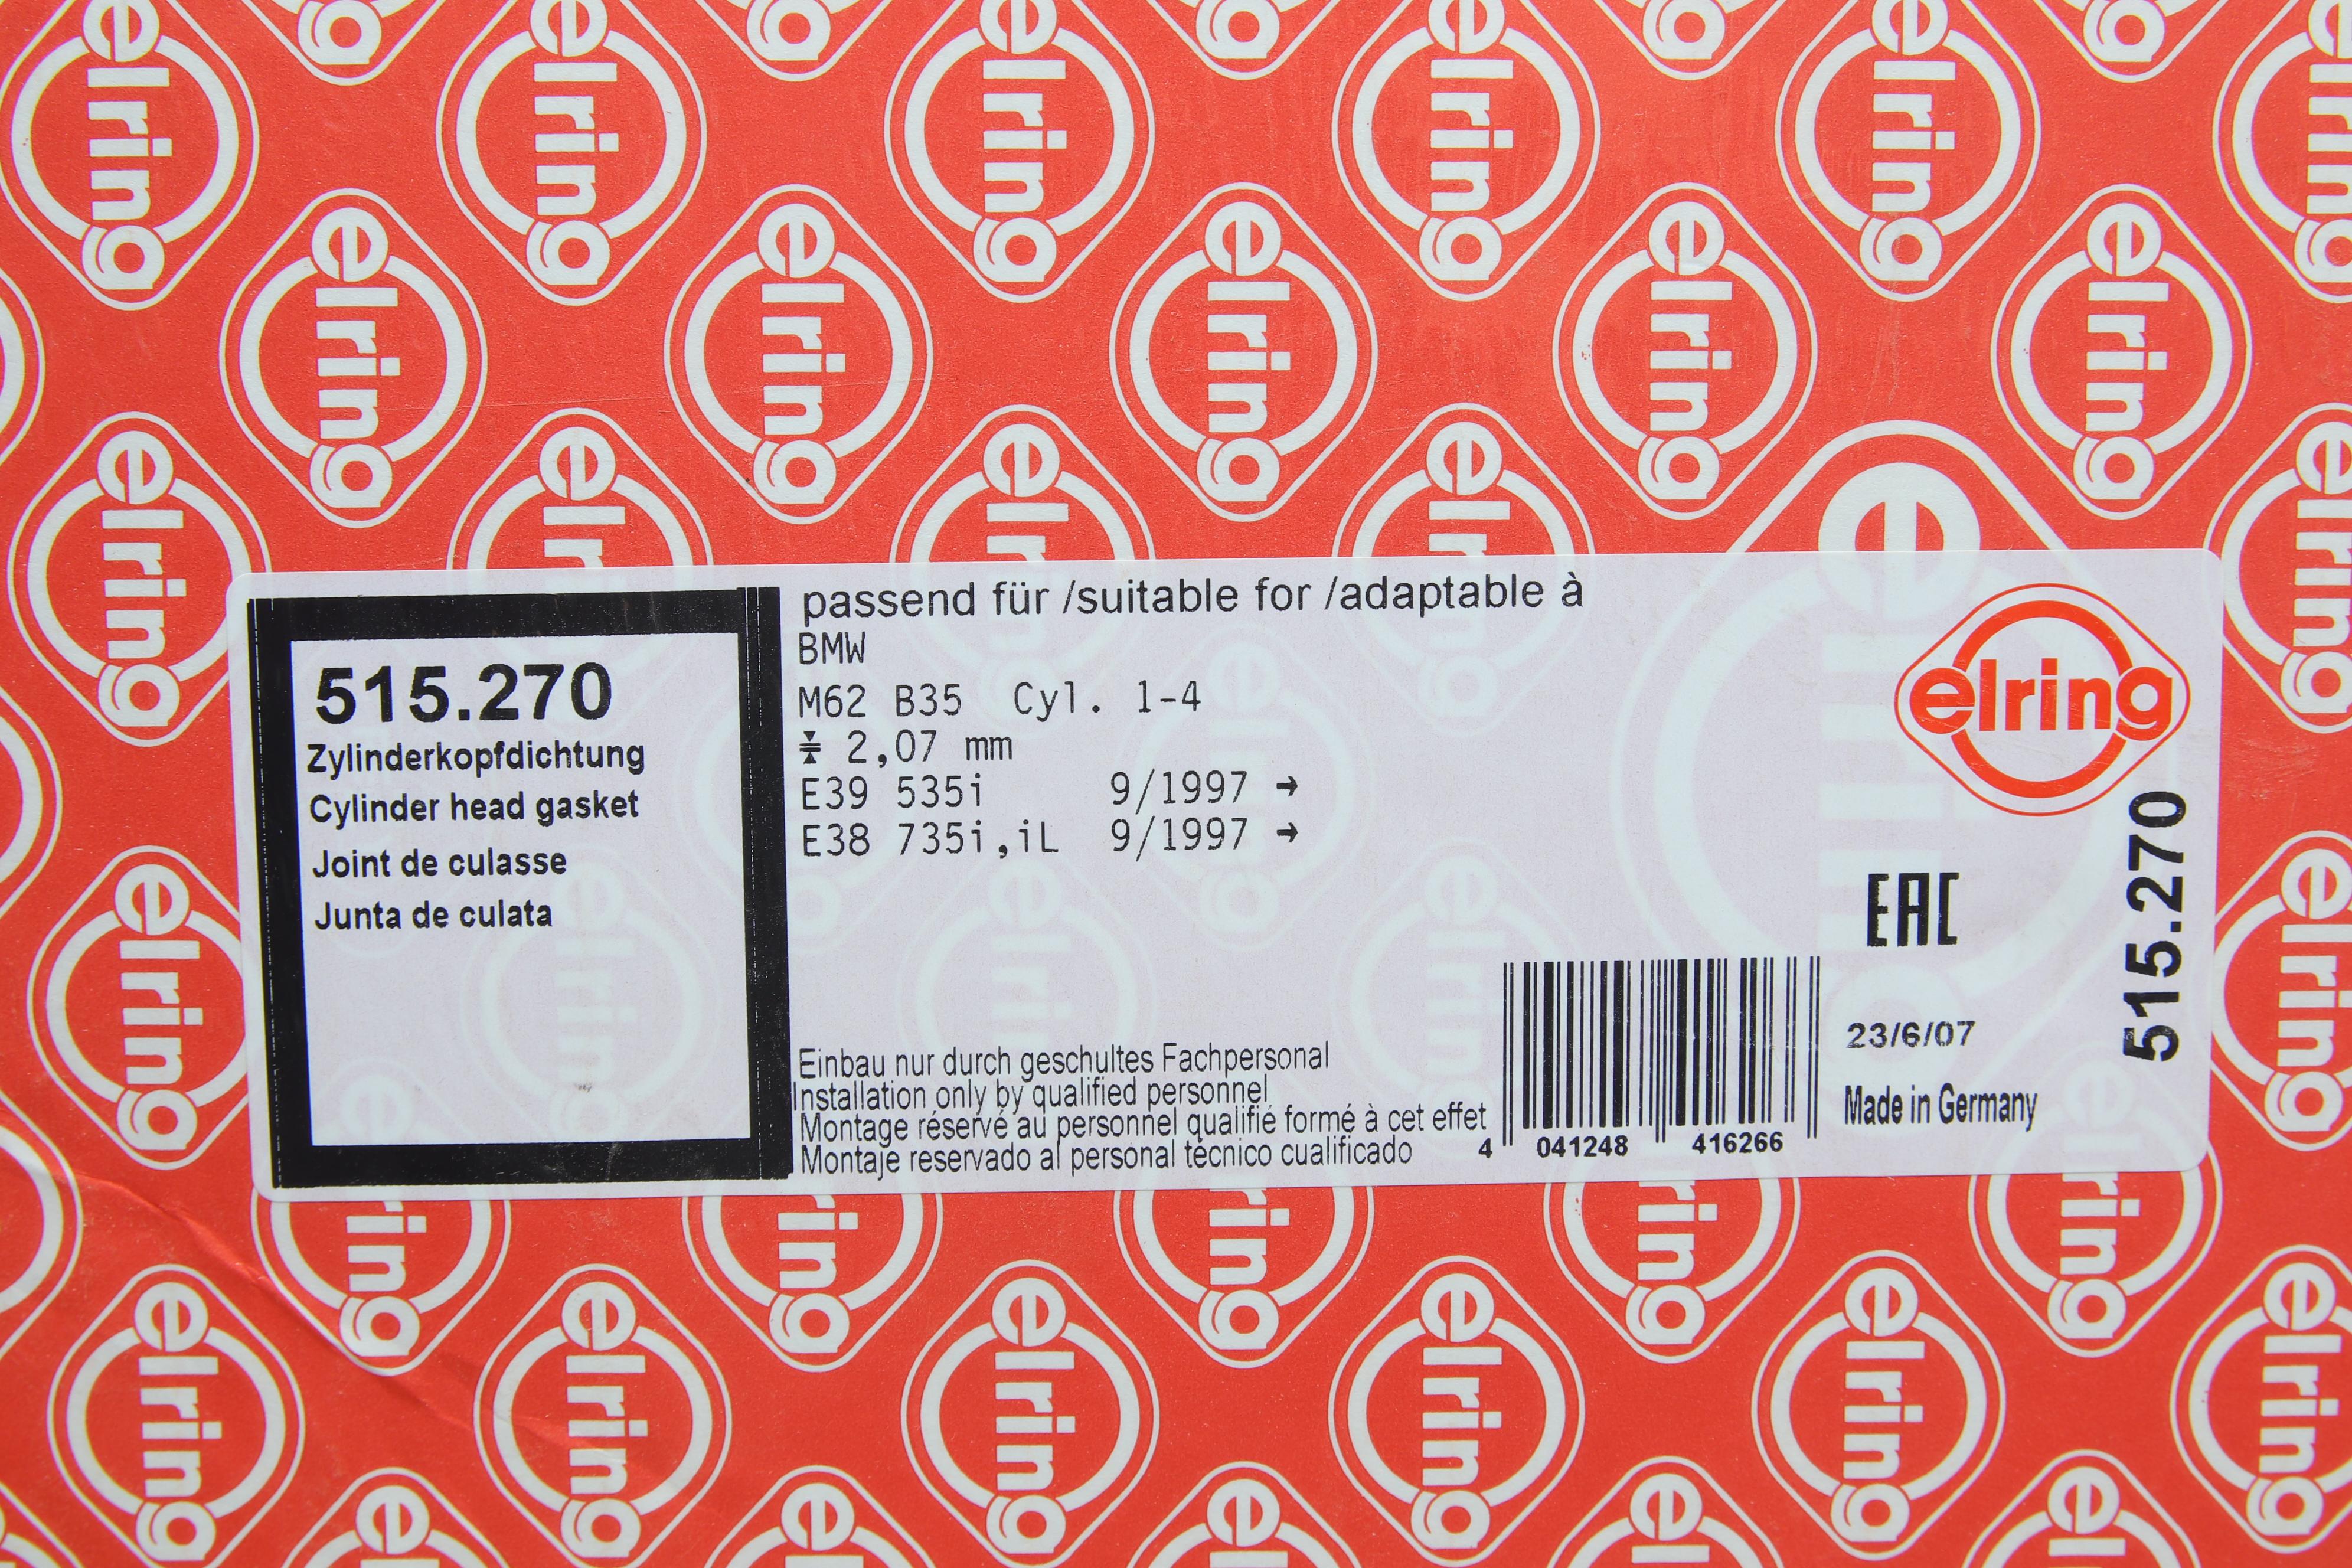 515.270
Zylinderkopfdichtung
Cylinder head gasket
Joint de culasse
Junta de culata
passend für /suitable for /adaptable à
BMW
M62 B35 Cyl. 1-4
2,07 mm
E39 535i 9/1997 →
E38 735i,iL 9/1997 →
Einbau nur durch geschultes Fachpersonal
Installation only by qualified personnel
Montage réservé au personnel qualifié formé à cet effet
Montaje reservado al personal técnico cualificado
4 041248 416266
elring
EAC
23/6/07
Made in Germany
515.270